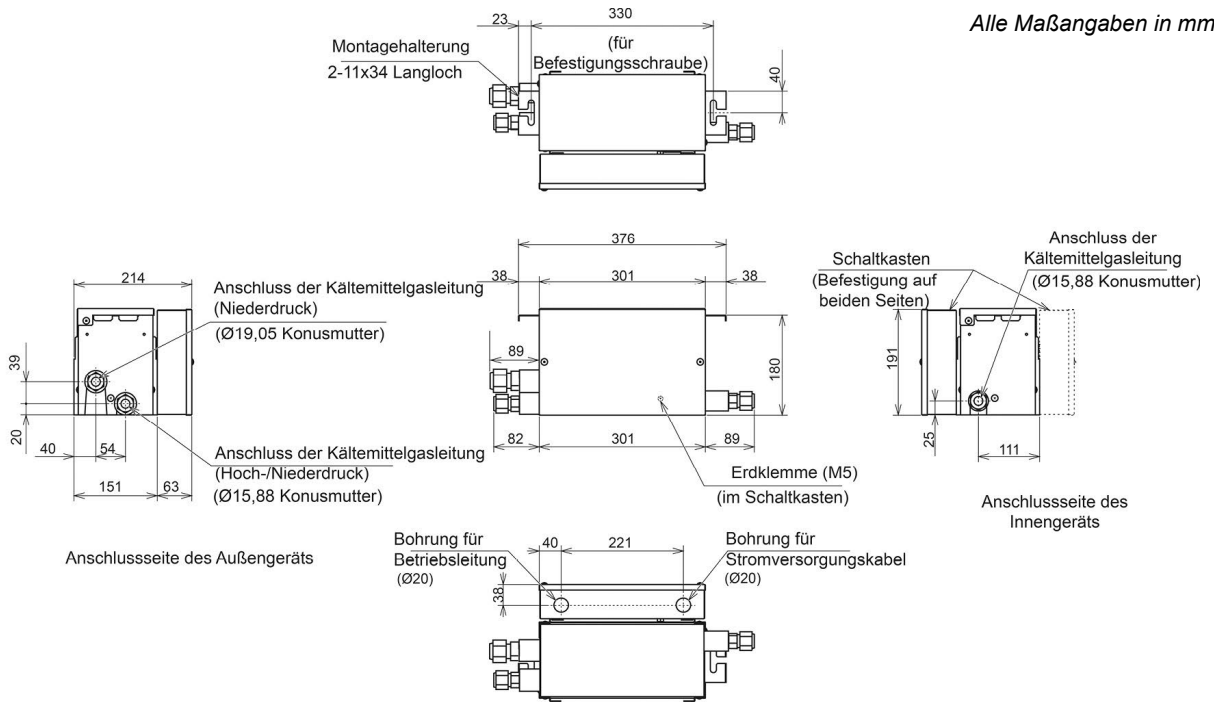 Alle Maßangaben in mm
23
330
(für
Befestigungsschraube)
Montagehalterung
2-11x34 Langloch
40
376
38
301
38
89
180
82
301
89
Erdklemme (M5)
(im Schaltkasten)
214
Anschluss der Kältemittelgasleitung
(Niederdruck)
(Ø19,05 Konusmutter)
39
20
40
54
151
63
Anschluss der Kältemittelgasleitung
(Hoch-/Niederdruck)
(Ø15,88 Konusmutter)
Anschlussseite des Außengeräts
Schaltkasten
(Befestigung auf
beiden Seiten)
Anschluss der
Kältemittelgasleitung
(Ø15,88 Konusmutter)
191
25
111
Anschlussseite des
Innengeräts
Bohrung für
Betriebsleitung
(Ø20)
40
221
38
Bohrung für
Stromversorgungskabel
(Ø20)